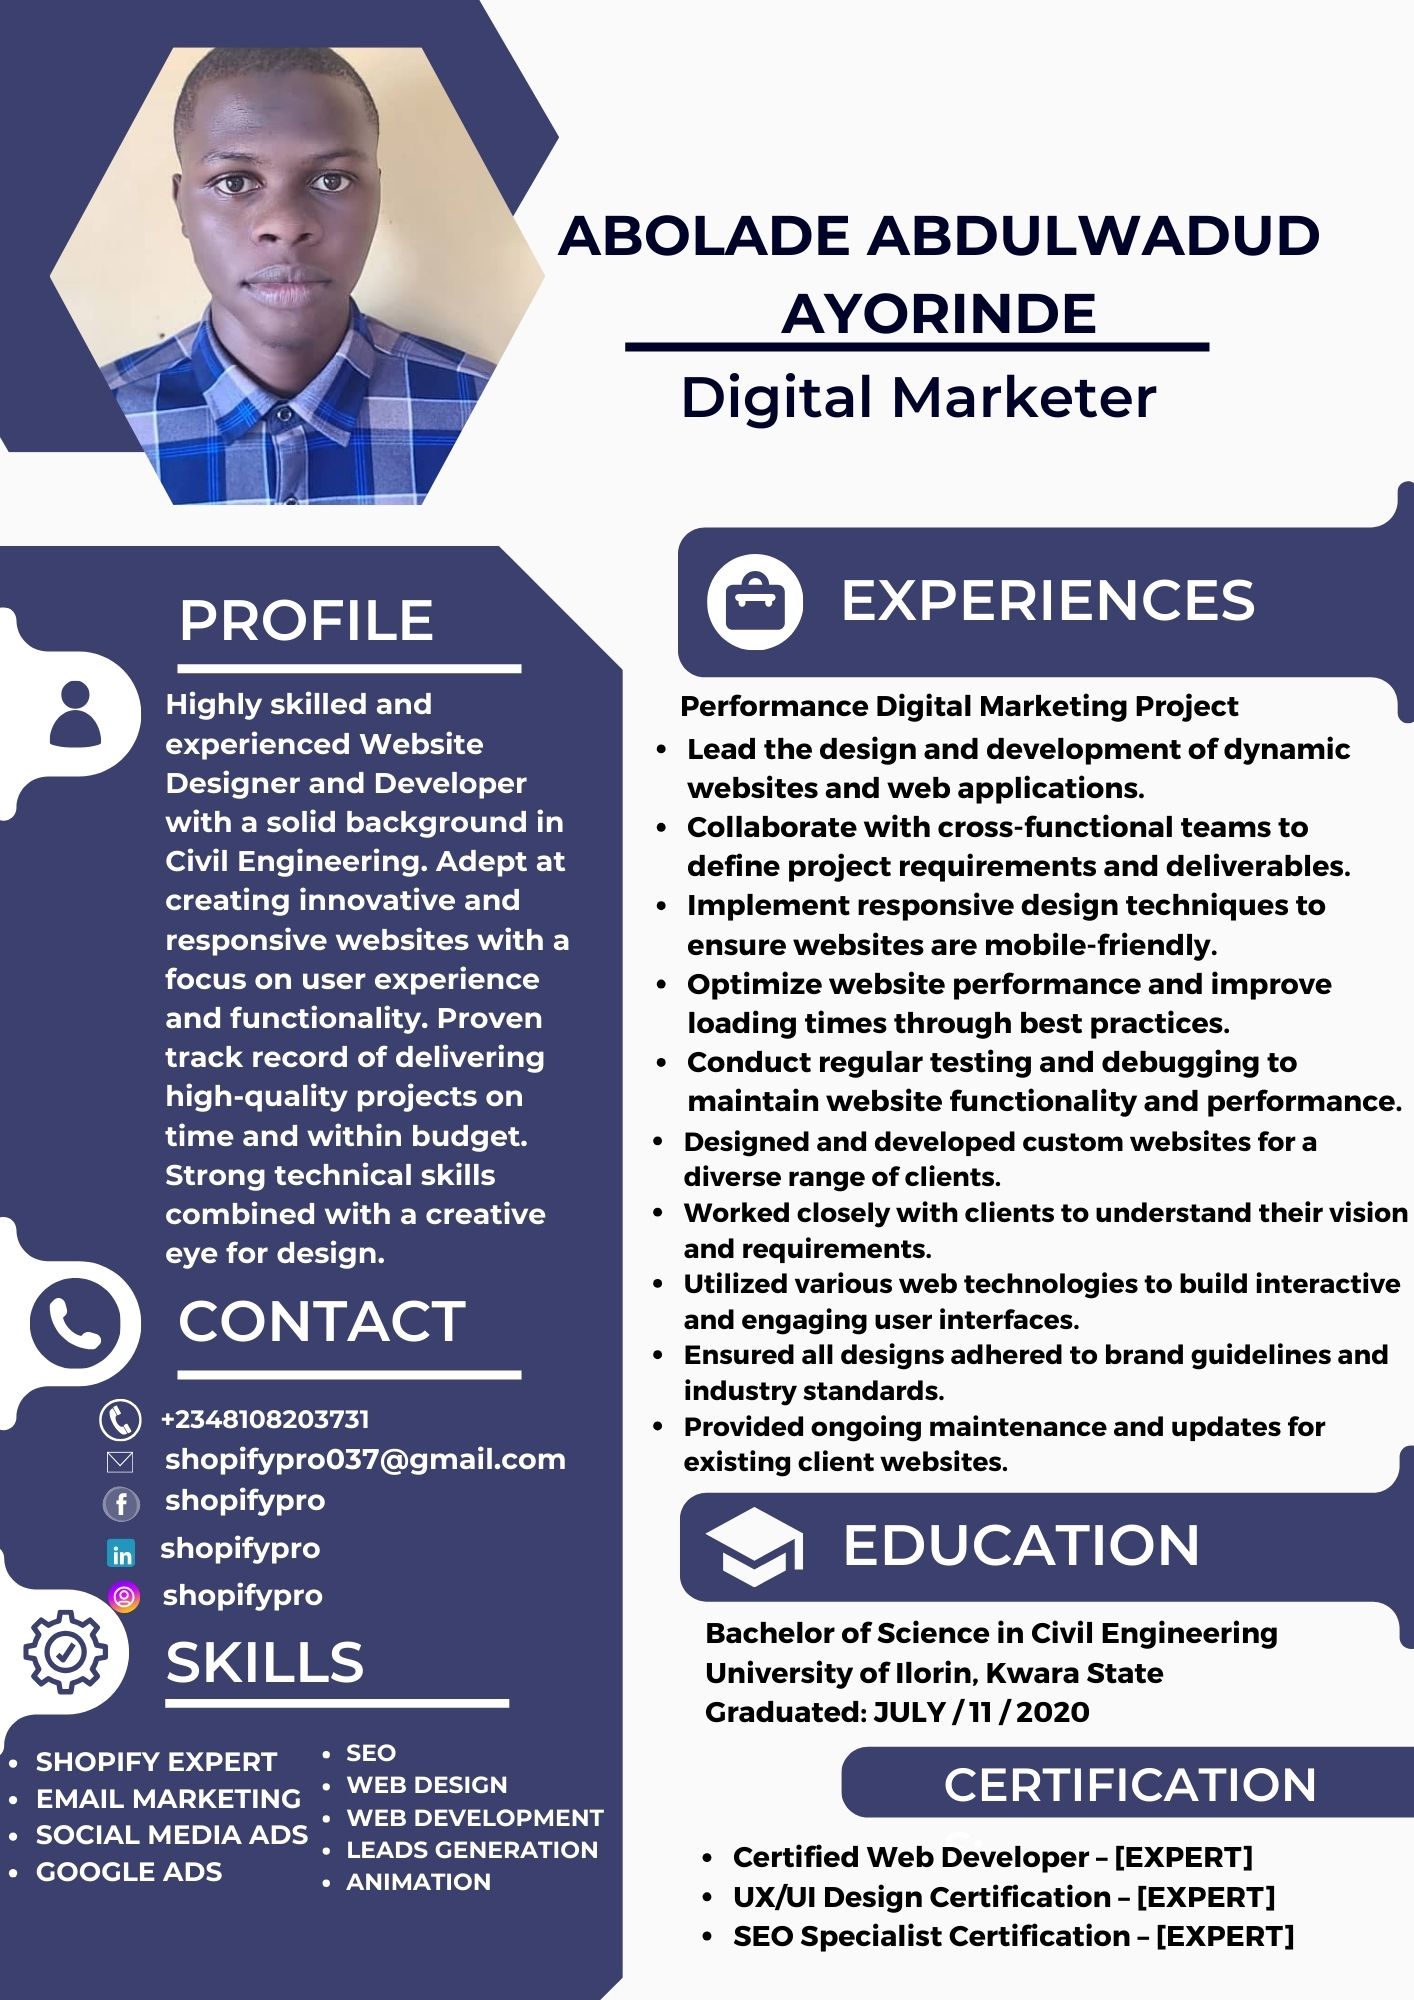 ABOLADE ABDULWADUD
AYORINDE
Digital Marketer
PROFILE
Highly skilled and
experienced Website
Designer and Developer
with a solid background in
Civil Engineering. Adept at
creating innovative and
responsive websites with a
focus on user experience
and functionality. Proven
track record of delivering
high-quality projects on
time and within budget.
Strong technical skills
combined with a creative
eye for design.
CONTACT
+2348108203731
shopifypro037@gmail.com
shopifypro
shopifypro
shopifypro
SKILLS
• SHOPIFY EXPERT
• EMAIL MARKETING
• SOCIAL MEDIA ADS
• GOOGLE ADS
• SEO
• WEB DESIGN
• WEB DEVELOPMENT
• LEADS GENERATION
• ANIMATION
EXPERIENCES
Performance Digital Marketing Project
• Lead the design and development of dynamic
websites and web applications.
• Collaborate with cross-functional teams to
define project requirements and deliverables.
• Implement responsive design techniques to
ensure websites are mobile-friendly.
• Optimize website performance and improve
loading times through best practices.
• Conduct regular testing and debugging to
maintain website functionality and performance.
• Designed and developed custom websites for a
diverse range of clients.
• Worked closely with clients to understand their vision
and requirements.
• Utilized various web technologies to build interactive
and engaging user interfaces.
• Ensured all designs adhered to brand guidelines and
industry standards.
• Provided ongoing maintenance and updates for
existing client websites.
EDUCATION
Bachelor of Science in Civil Engineering
University of Ilorin, Kwara State
Graduated: JULY / 11 / 2020
CERTIFICATION
• Certified Web Developer – [EXPERT]
• UX/UI Design Certification – [EXPERT]
• SEO Specialist Certification – [EXPERT]